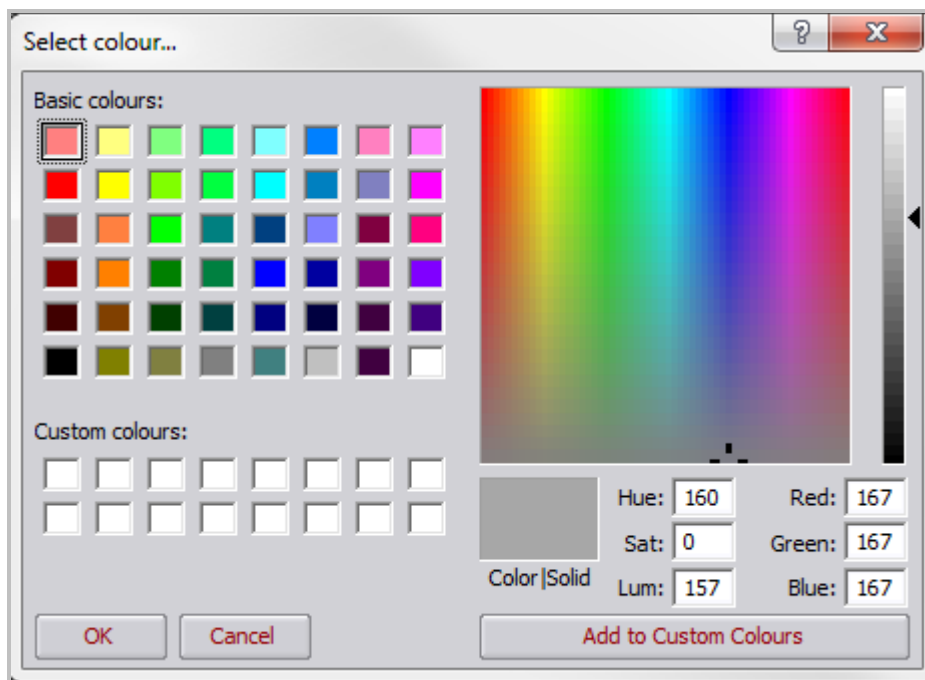 Select colour...
Basic colours:
Custom colours:
Hue: 160 Red: 167
Sat: 0 Green: 167
Color|Solid Lum: 157 Blue: 167
OK Cancel Add to Custom Colours